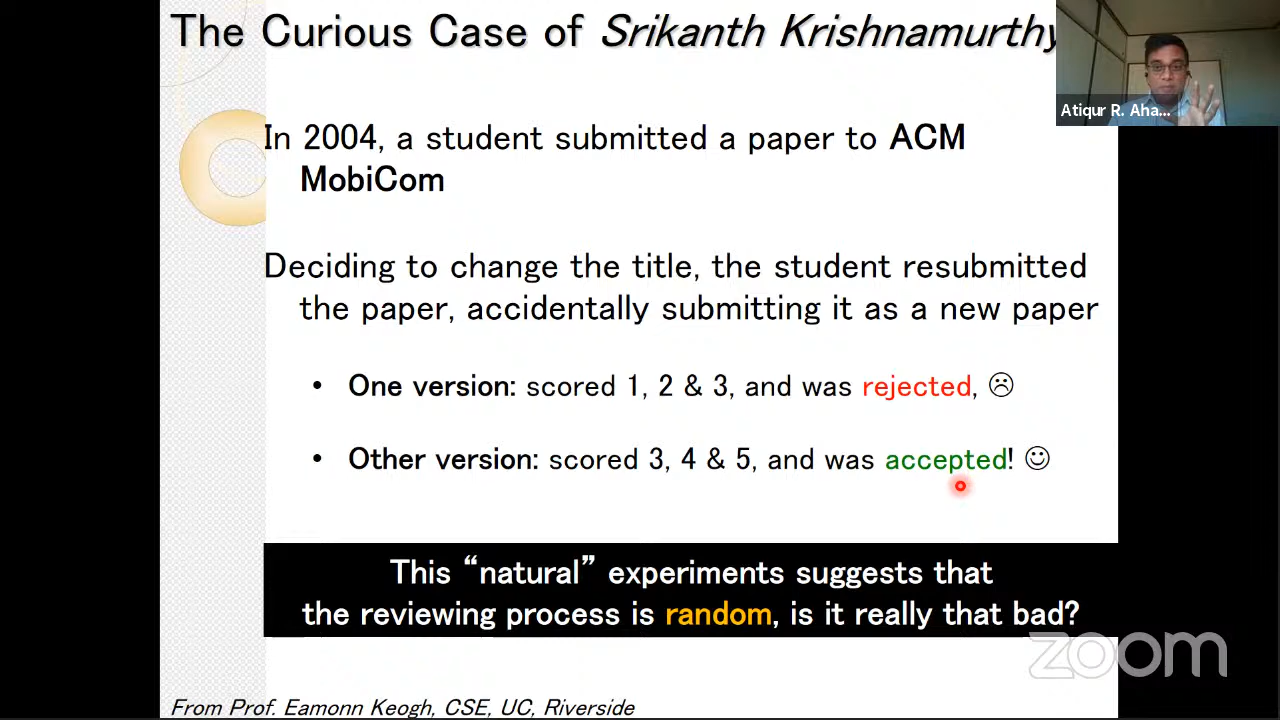 The Curious Case of Srikanth Krishnamurthy
Atiqur R. Aha...
In 2004, a student submitted a paper to ACM
MobiCom
Deciding to change the title, the student resubmitted
the paper, accidentally submitting it as a new paper
• One version: scored 1, 2 & 3, and was rejected, ☹
• Other version: scored 3, 4 & 5, and was accepted! ☺
This “natural” experiments suggests that
the reviewing process is random, is it really that bad?
zoom
From Prof. Eamonn Keogh, CSE, UC, Riverside